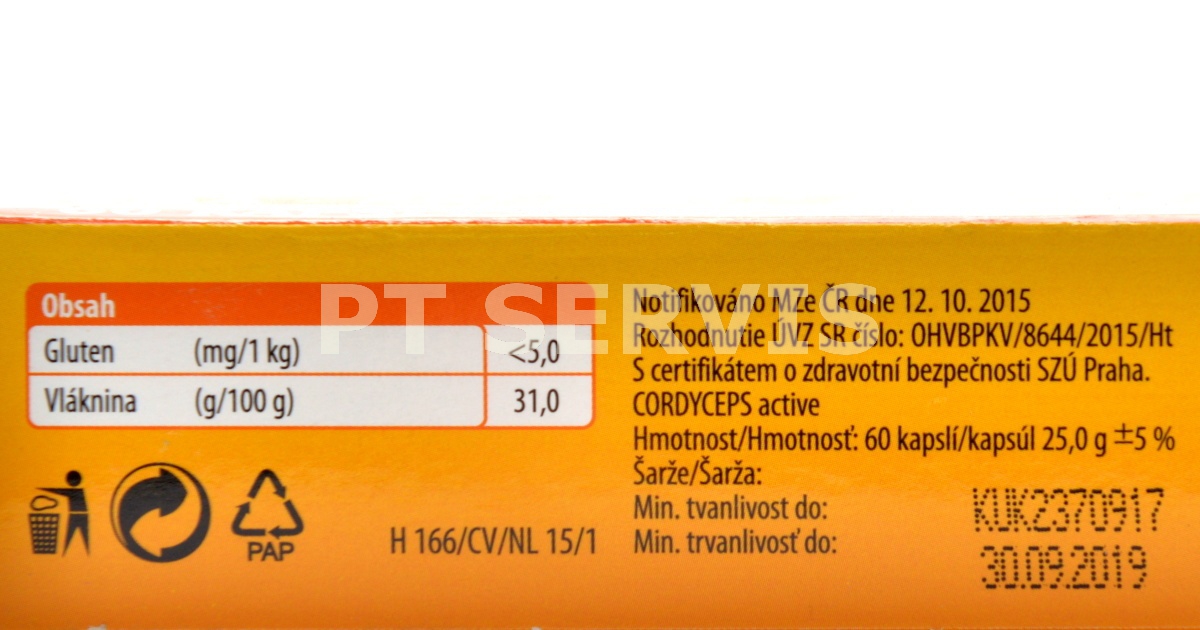 Obsah
Gluten (mg/1 kg) <5,0
Vláknina (g/100 g) 31,0
PAP
H 166/CV/NL 15/1
PT SERVIS
Notifikováno MZe ČR dne 12. 10. 2015
Rozhodnutie ÚVZ SR číslo: OHVBPKV/8644/2015/Ht
S certifikátem o zdravotní bezpečnosti SZÚ Praha.
CORDYCEPS active
Hmotnost/Hmotnosť: 60 kapslí/kapsúl 25,0 g ±5 %
Šarže/Šarža:
Min. tvanlivost do:
Min. trvanlivosť do:
KUK2370917
30.09.2019